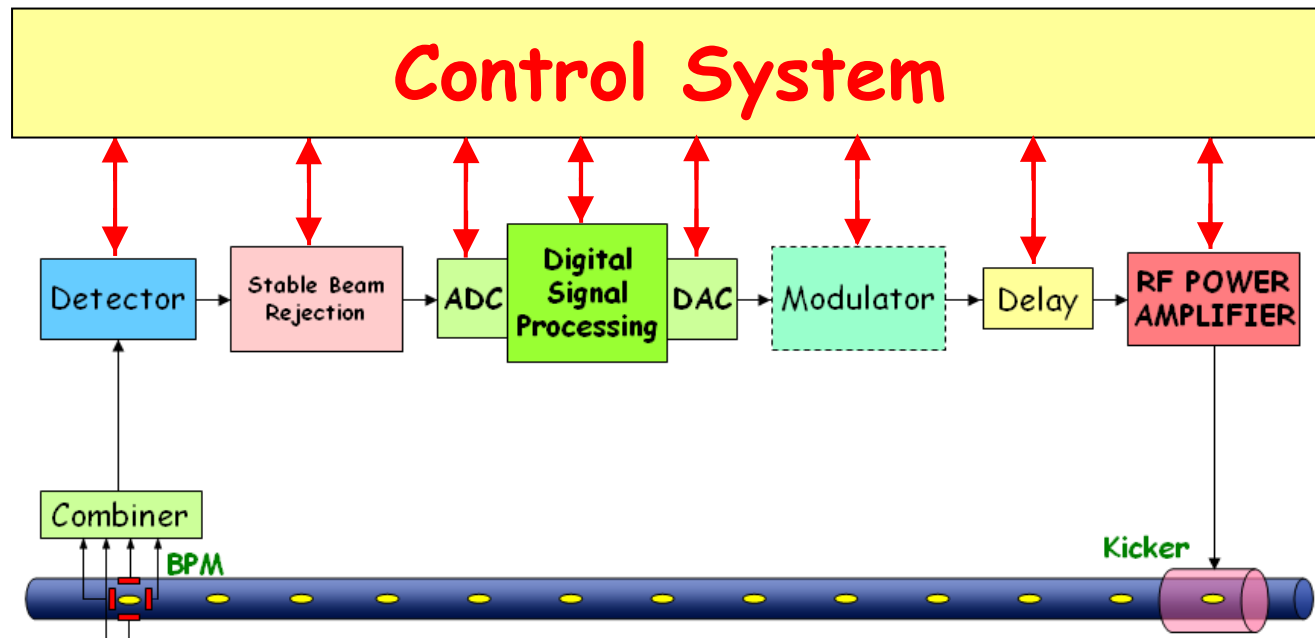 Control System
Detector
Stable Beam
Rejection
ADC
Digital
Signal
Processing
DAC
Modulator
Delay
RF POWER
AMPLIFIER
Combiner
BPM
Kicker